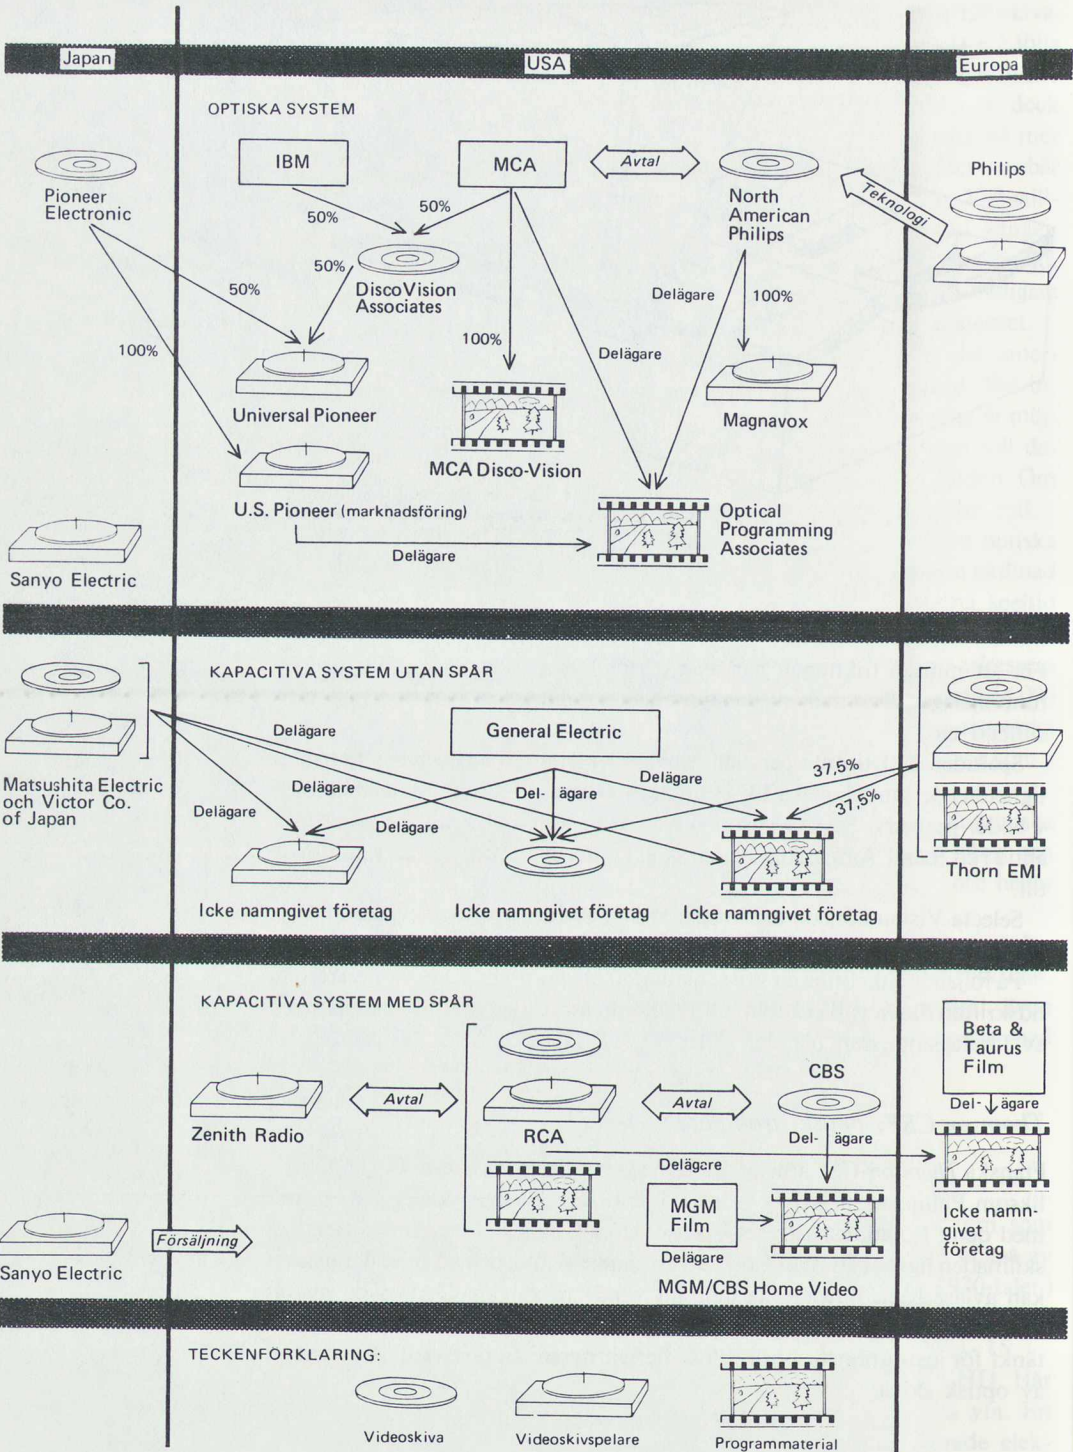 Japan
USA
Europa
OPTISKA SYSTEM
IBM
MCA
Avtal
Pioneer
Electronic
North
American
Philips
Teknologi
Philips
50%
50%
50%
DiscoVision
Associates
50%
100%
100%
Delägare
Delägare
100%
Universal Pioneer
MCA Disco-Vision
Magnavox
U.S. Pioneer (marknadsföring)
Delägare
Optical
Programming
Associates
Sanyo Electric
KAPACITIVA SYSTEM UTAN SPÅR
General Electric
Matsushita Electric
och Victor Co.
of Japan
Delägare
Delägare
Delägare
Delägare
Del- ägare
Delägare
37,5%
37,5%
Thorn EMI
Icke namngivet företag
Icke namngivet företag
Icke namngivet företag
KAPACITIVA SYSTEM MED SPÅR
Zenith Radio
Avtal
RCA
Avtal
CBS
Beta &
Taurus
Film
Del- ägare
Del- ägare
Delägare
MGM
Film
Delägare
MGM/CBS Home Video
Icke namn-
givet
företag
Sanyo Electric
Försäljning
TECKENFÖRKLARING:
Videoskiva
Videoskivspelare
Programmaterial